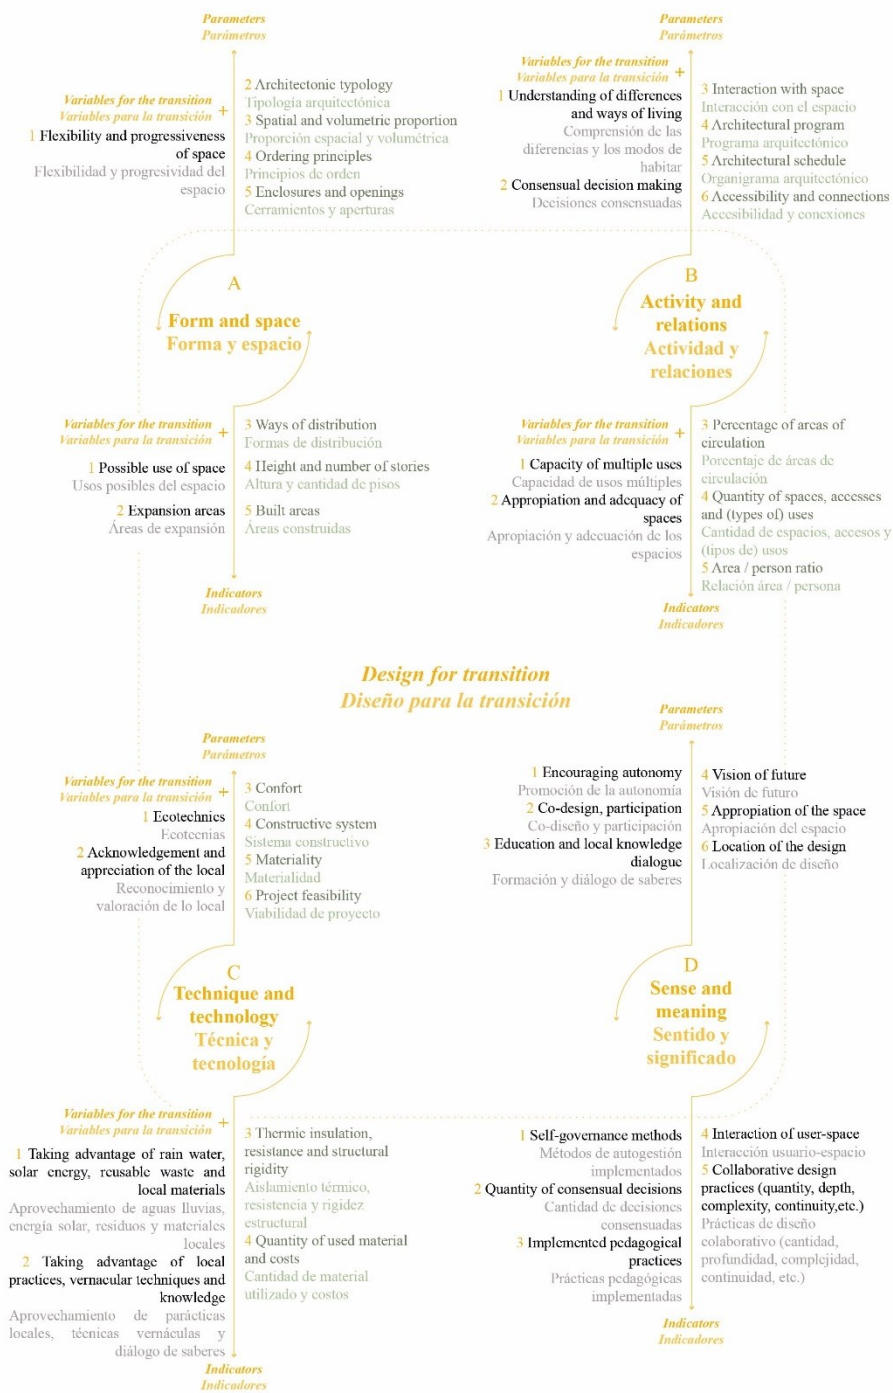 Parameters
Parámetros
Variables for the transition
Variables para la transición +
1 Flexibility and progressiveness
of space
Flexibilidad y progresividad del
espacio
2 Architectonic typology
Tipología arquitectónica
3 Spatial and volumetric proportion
Proporción espacial y volumétrica
4 Ordering principles
Principios de orden
5 Enclosures and openings
Cerramientos y aperturas
A
Form and space
Forma y espacio
Variables for the transition
Variables para la transición +
1 Possible use of space
Usos posibles del espacio
2 Expansion areas
Áreas de expansión
3 Ways of distribution
Formas de distribución
4 Height and number of stories
Altura y cantidad de pisos
5 Built areas
Áreas construidas
Indicators
Indicadores
Parameters
Parámetros
Variables for the transition
Variables para la transición +
1 Understanding of differences
and ways of living
Comprensión de las
diferencias y los modos de
habitar
2 Consensual decision making
Decisiones consensuadas
3 Interaction with space
Interacción con el espacio
4 Architectural program
Programa arquitectónico
5 Architectural schedule
Organigrama arquitectónico
6 Accessibility and connections
Accesibilidad y conexiones
B
Activity and
relations
Actividad y
relaciones
Variables for the transition
Variables para la transición +
1 Capacity of multiple uses
Capacidad de usos múltiples
2 Appropiation and adequacy of
spaces
Apropiación y adecuación de los
espacios
3 Percentage of areas of
circulation
Porcentaje de áreas de
circulación
4 Quantity of spaces, accesses
and (types of) uses
Cantidad de espacios, accesos y
(tipos de) usos
5 Area / person ratio
Relación área / persona
Indicators
Indicadores
Design for transition
Diseño para la transición
Parameters
Parámetros
Variables for the transition
Variables para la transición +
1 Ecotechnics
Ecotecnias
2 Acknowledgement and
appreciation of the local
Reconocimiento y
valoración de lo local
3 Confort
Confort
4 Constructive system
Sistema constructivo
5 Materiality
Materialidad
6 Project feasibility
Viabilidad de proyecto
C
Technique and
technology
Técnica y
tecnología
Variables for the transition
Variables para la transición +
1 Taking advantage of rain water,
solar energy, reusable waste and
local materials
Aprovechamiento de aguas lluvias,
energía solar, residuos y materiales
locales
2 Taking advantage of local
practices, vernacular techniques and
knowledge
Aprovechamiento de parácticas
locales, técnicas vernáculas y
diálogo de saberes
3 Thermic insulation,
resistance and structural
rigidity
Aislamiento térmico,
resistencia y rigidez
estructural
4 Quantity of used material
and costs
Cantidad de material
utilizado y costos
Indicators
Indicadores
Parameters
Parámetros
1 Encouraging autonomy
Promoción de la autonomía
2 Co-design, participation
Co-diseño y participación
3 Education and local knowledge
dialogue
Formación y diálogo de saberes
4 Vision of future
Visión de futuro
5 Appropiation of the space
Apropiación del espacio
6 Location of the design
Localización de diseño
D
Sense and
meaning
Sentido y
significado
1 Self-governance methods
Métodos de autogestión
implementados
2 Quantity of consensual decisions
Cantidad de decisiones
consensuadas
3 Implemented pedagogical
practices
Prácticas pedagógicas
implementadas
4 Interaction of user-space
Interacción usuario-espacio
5 Collaborative design
practices (quantity, depth,
complexity, continuity,etc.)
Prácticas de diseño
colaborativo (cantidad,
profundidad, complejidad,
continuidad, etc.)
Indicators
Indicadores